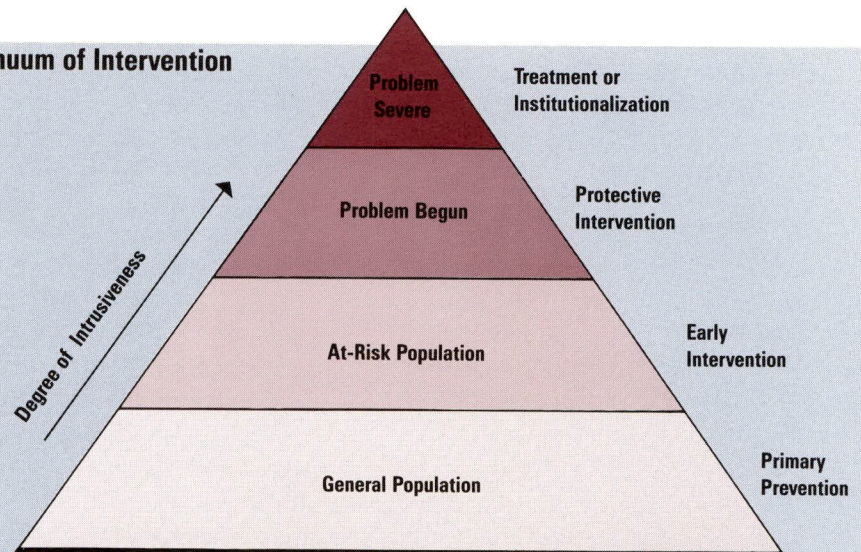 nuum of Intervention
Problem
Severe
Treatment or
Institutionalization
Problem Begun
Protective
Intervention
Degree of Intrusiveness
At-Risk Population
Early
Intervention
General Population
Primary
Prevention